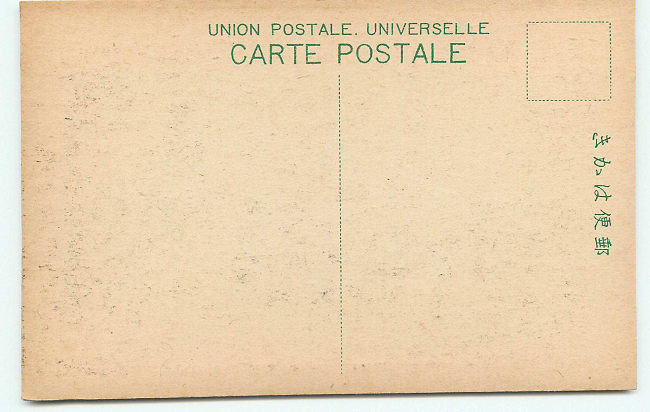 UNION POSTALE. UNIVERSELLE
CARTE POSTALE
郵便はかき